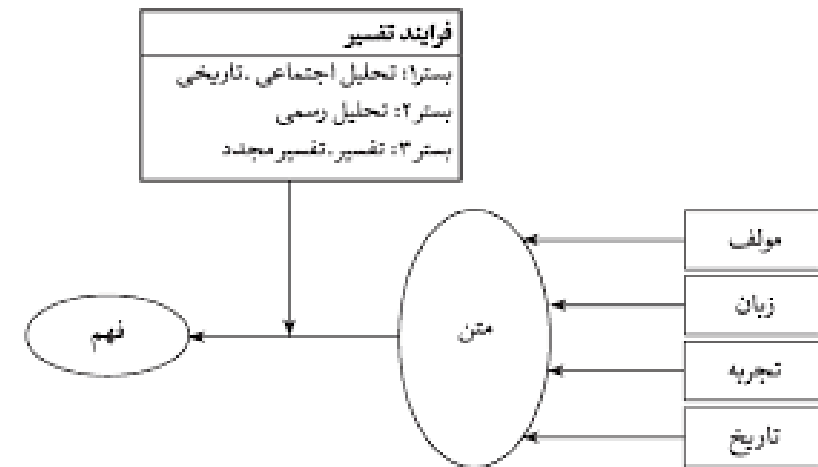 فرایند تفسیر
بستر۱: تحلیل اجتماعی ـ تاریخی
بستر۲: تحلیل رسمی
بستر۳: تفسیر ـ تفسیر مجدد
مولف
زبان
تجربه
تاریخ
متن
فهم